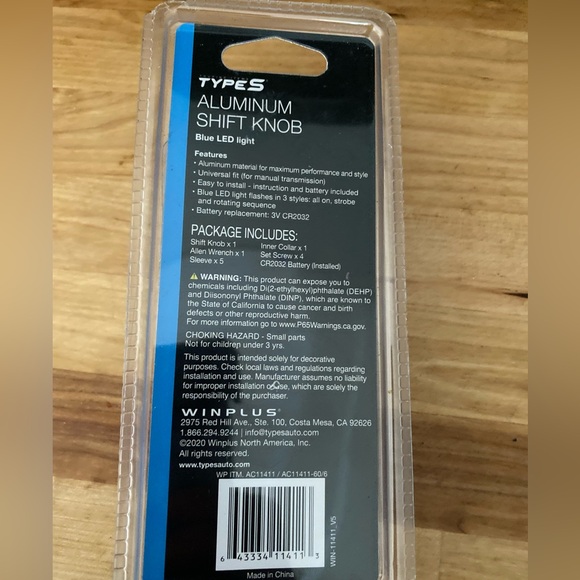 TYPE S
ALUMINUM
SHIFT KNOB
Blue LED light
Features
• Aluminum material for maximum performance and style
• Universal fit (for manual transmission)
• Easy to install - instruction and battery included
• Blue LED light flashes in 3 styles: all on, strobe
and rotating sequence
• Battery replacement: 3V CR2032
PACKAGE INCLUDES:
Shift Knob x 1 Inner Collar x 1
Allen Wrench x 1 Set Screw x 4
Sleeve x 5 CR2032 Battery (Installed)
⚠ WARNING: This product can expose you to
chemicals including Di(2-ethylhexyl)phthalate (DEHP)
and Diisononyl Phthalate (DINP), which are known to
the State of California to cause cancer and birth
defects or other reproductive harm.
For more information go to www.P65Warnings.ca.gov.
CHOKING HAZARD - Small parts
Not for children under 3 yrs.
This product is intended solely for decorative
purposes. Check local laws and regulations regarding
installation and use. Manufacturer assumes no liability
for improper installation or use, which are solely the
responsibility of the purchaser.
WINPLUS®
2975 Red Hill Ave., Ste. 100, Costa Mesa, CA 92626
1.866.294.9244 | info@typesauto.com
©2020 Winplus North America, Inc.
All rights reserved.
www.typesauto.com
WP ITM. AC11411 / AC11411-60/6
6 43334 11411 3
WIN-11411_V5
Made in China